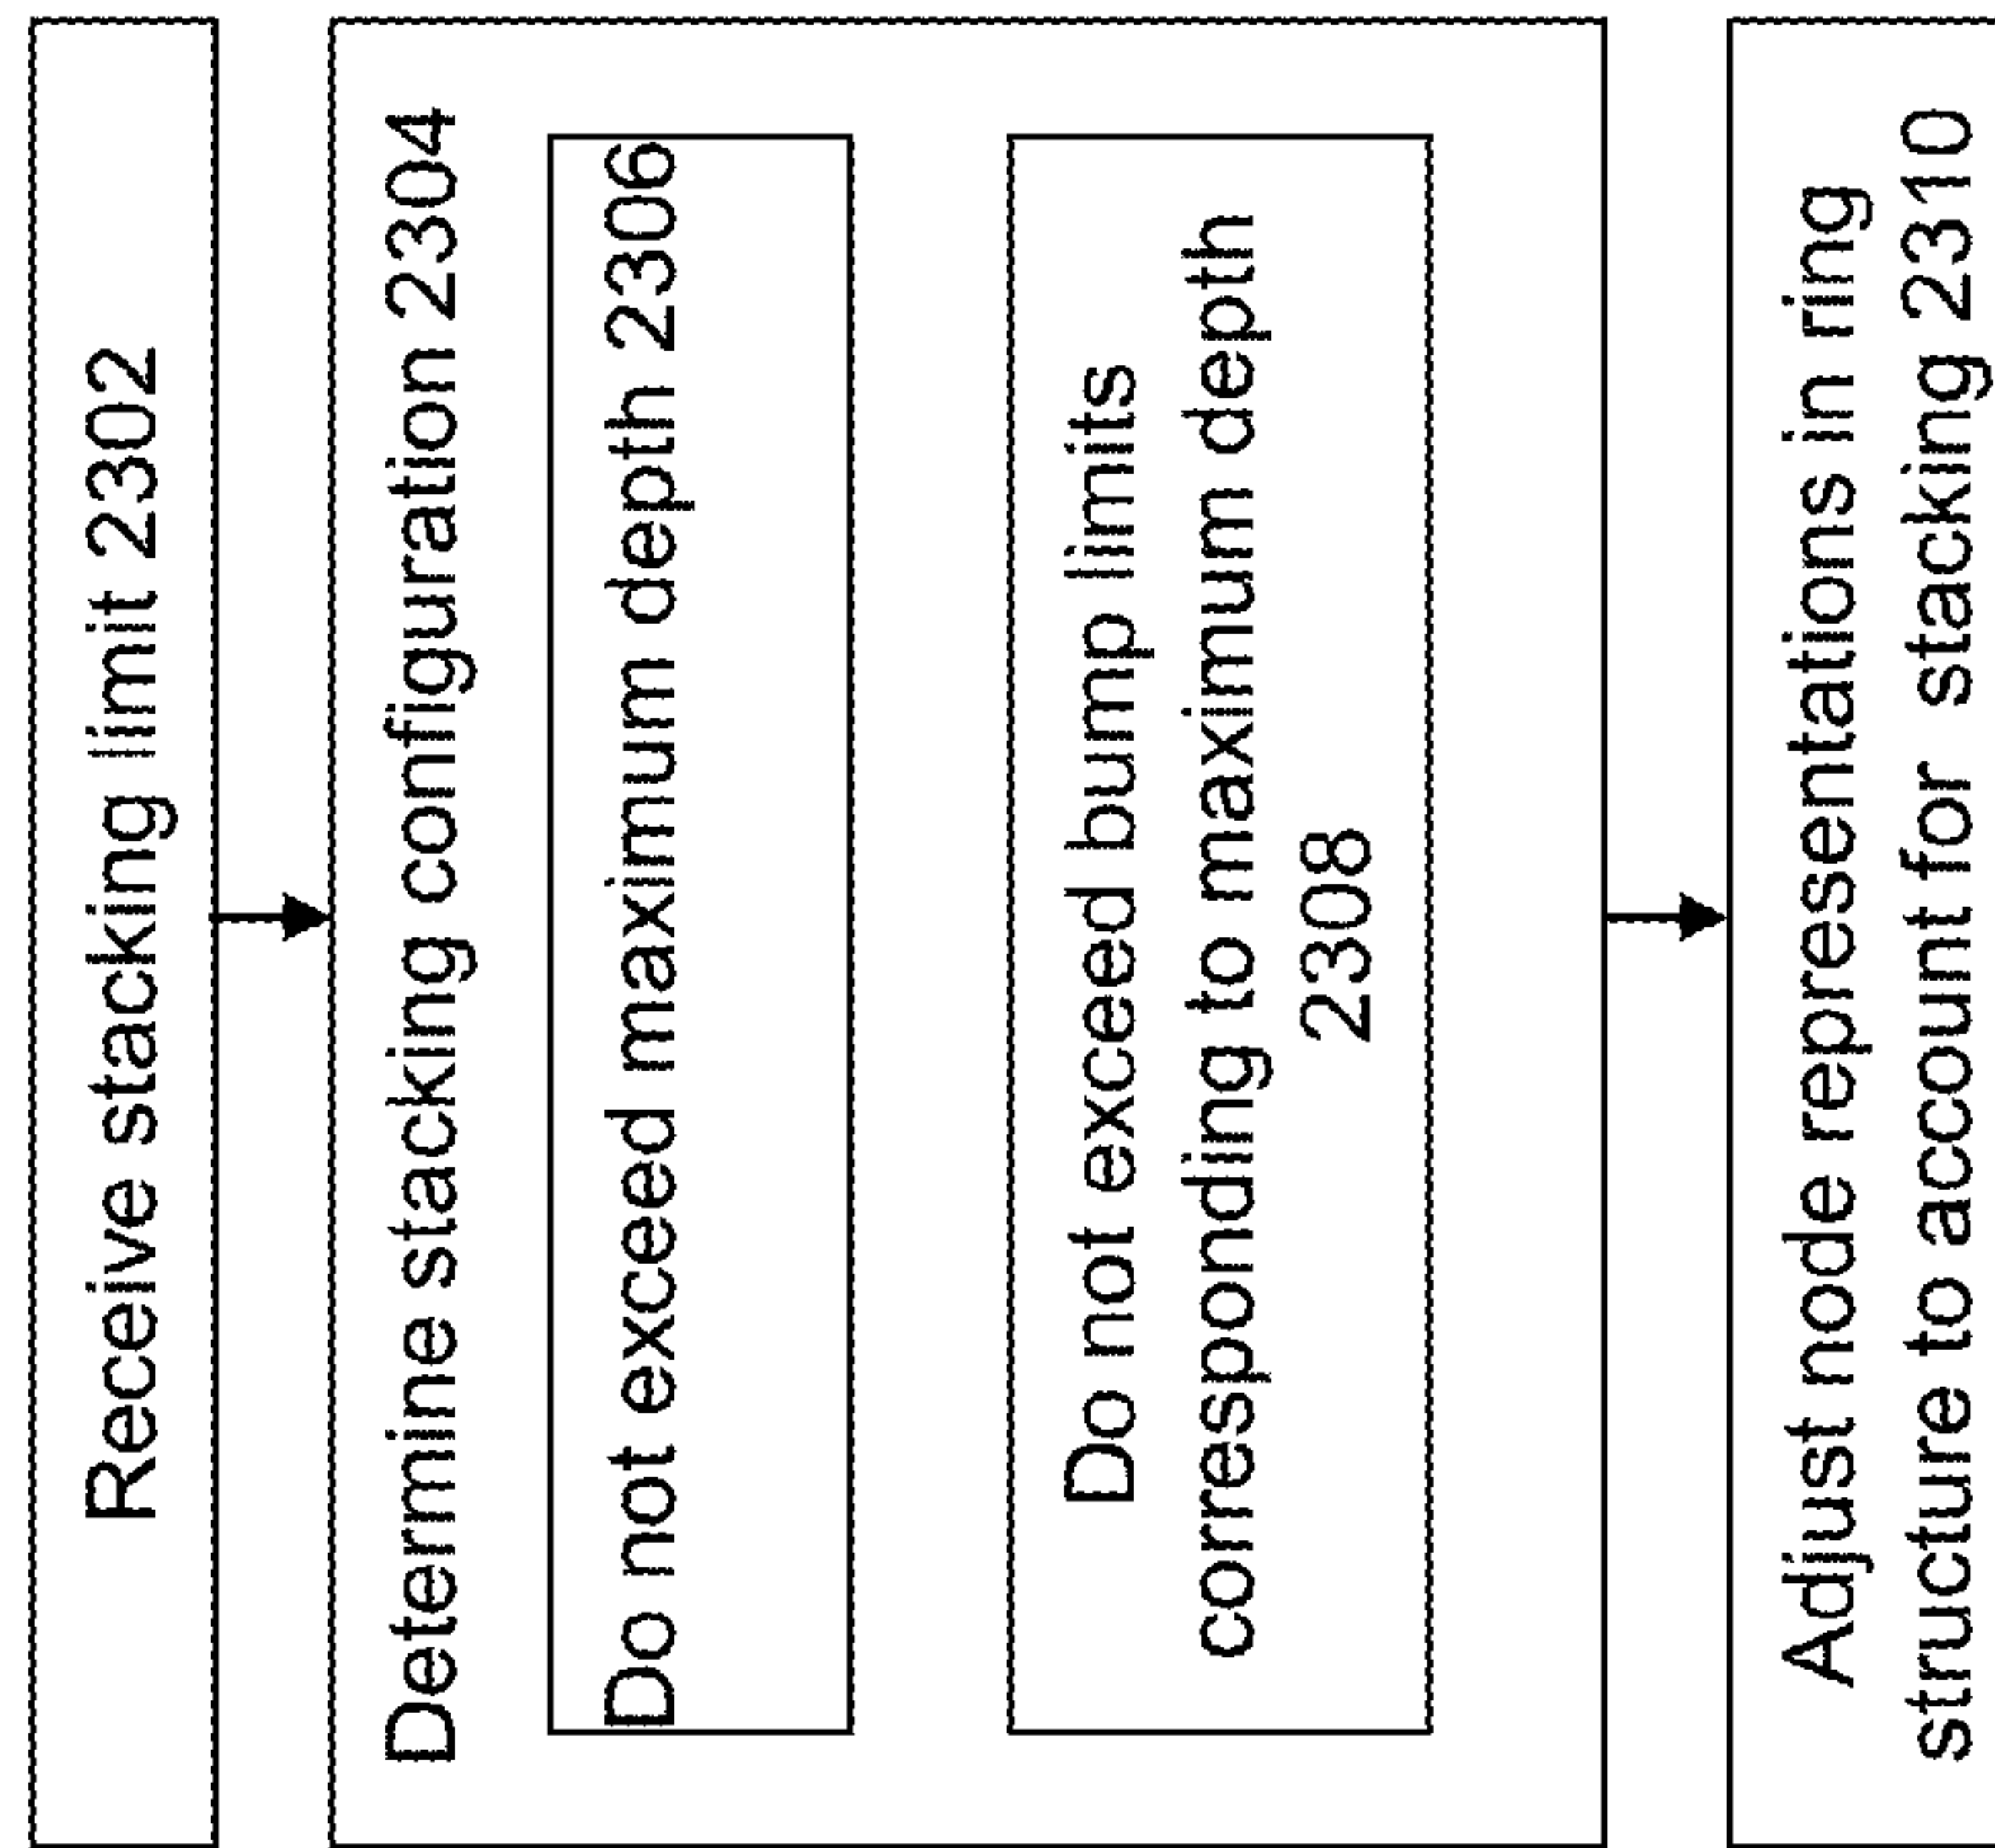 Receive stacking limit 2302
Determine stacking configuration 2304
Do not exceed maximum depth 2306
Do not exceed bump limits
corresponding to maximum depth
2308
Adjust node representations in ring
structure to account for stacking 2310